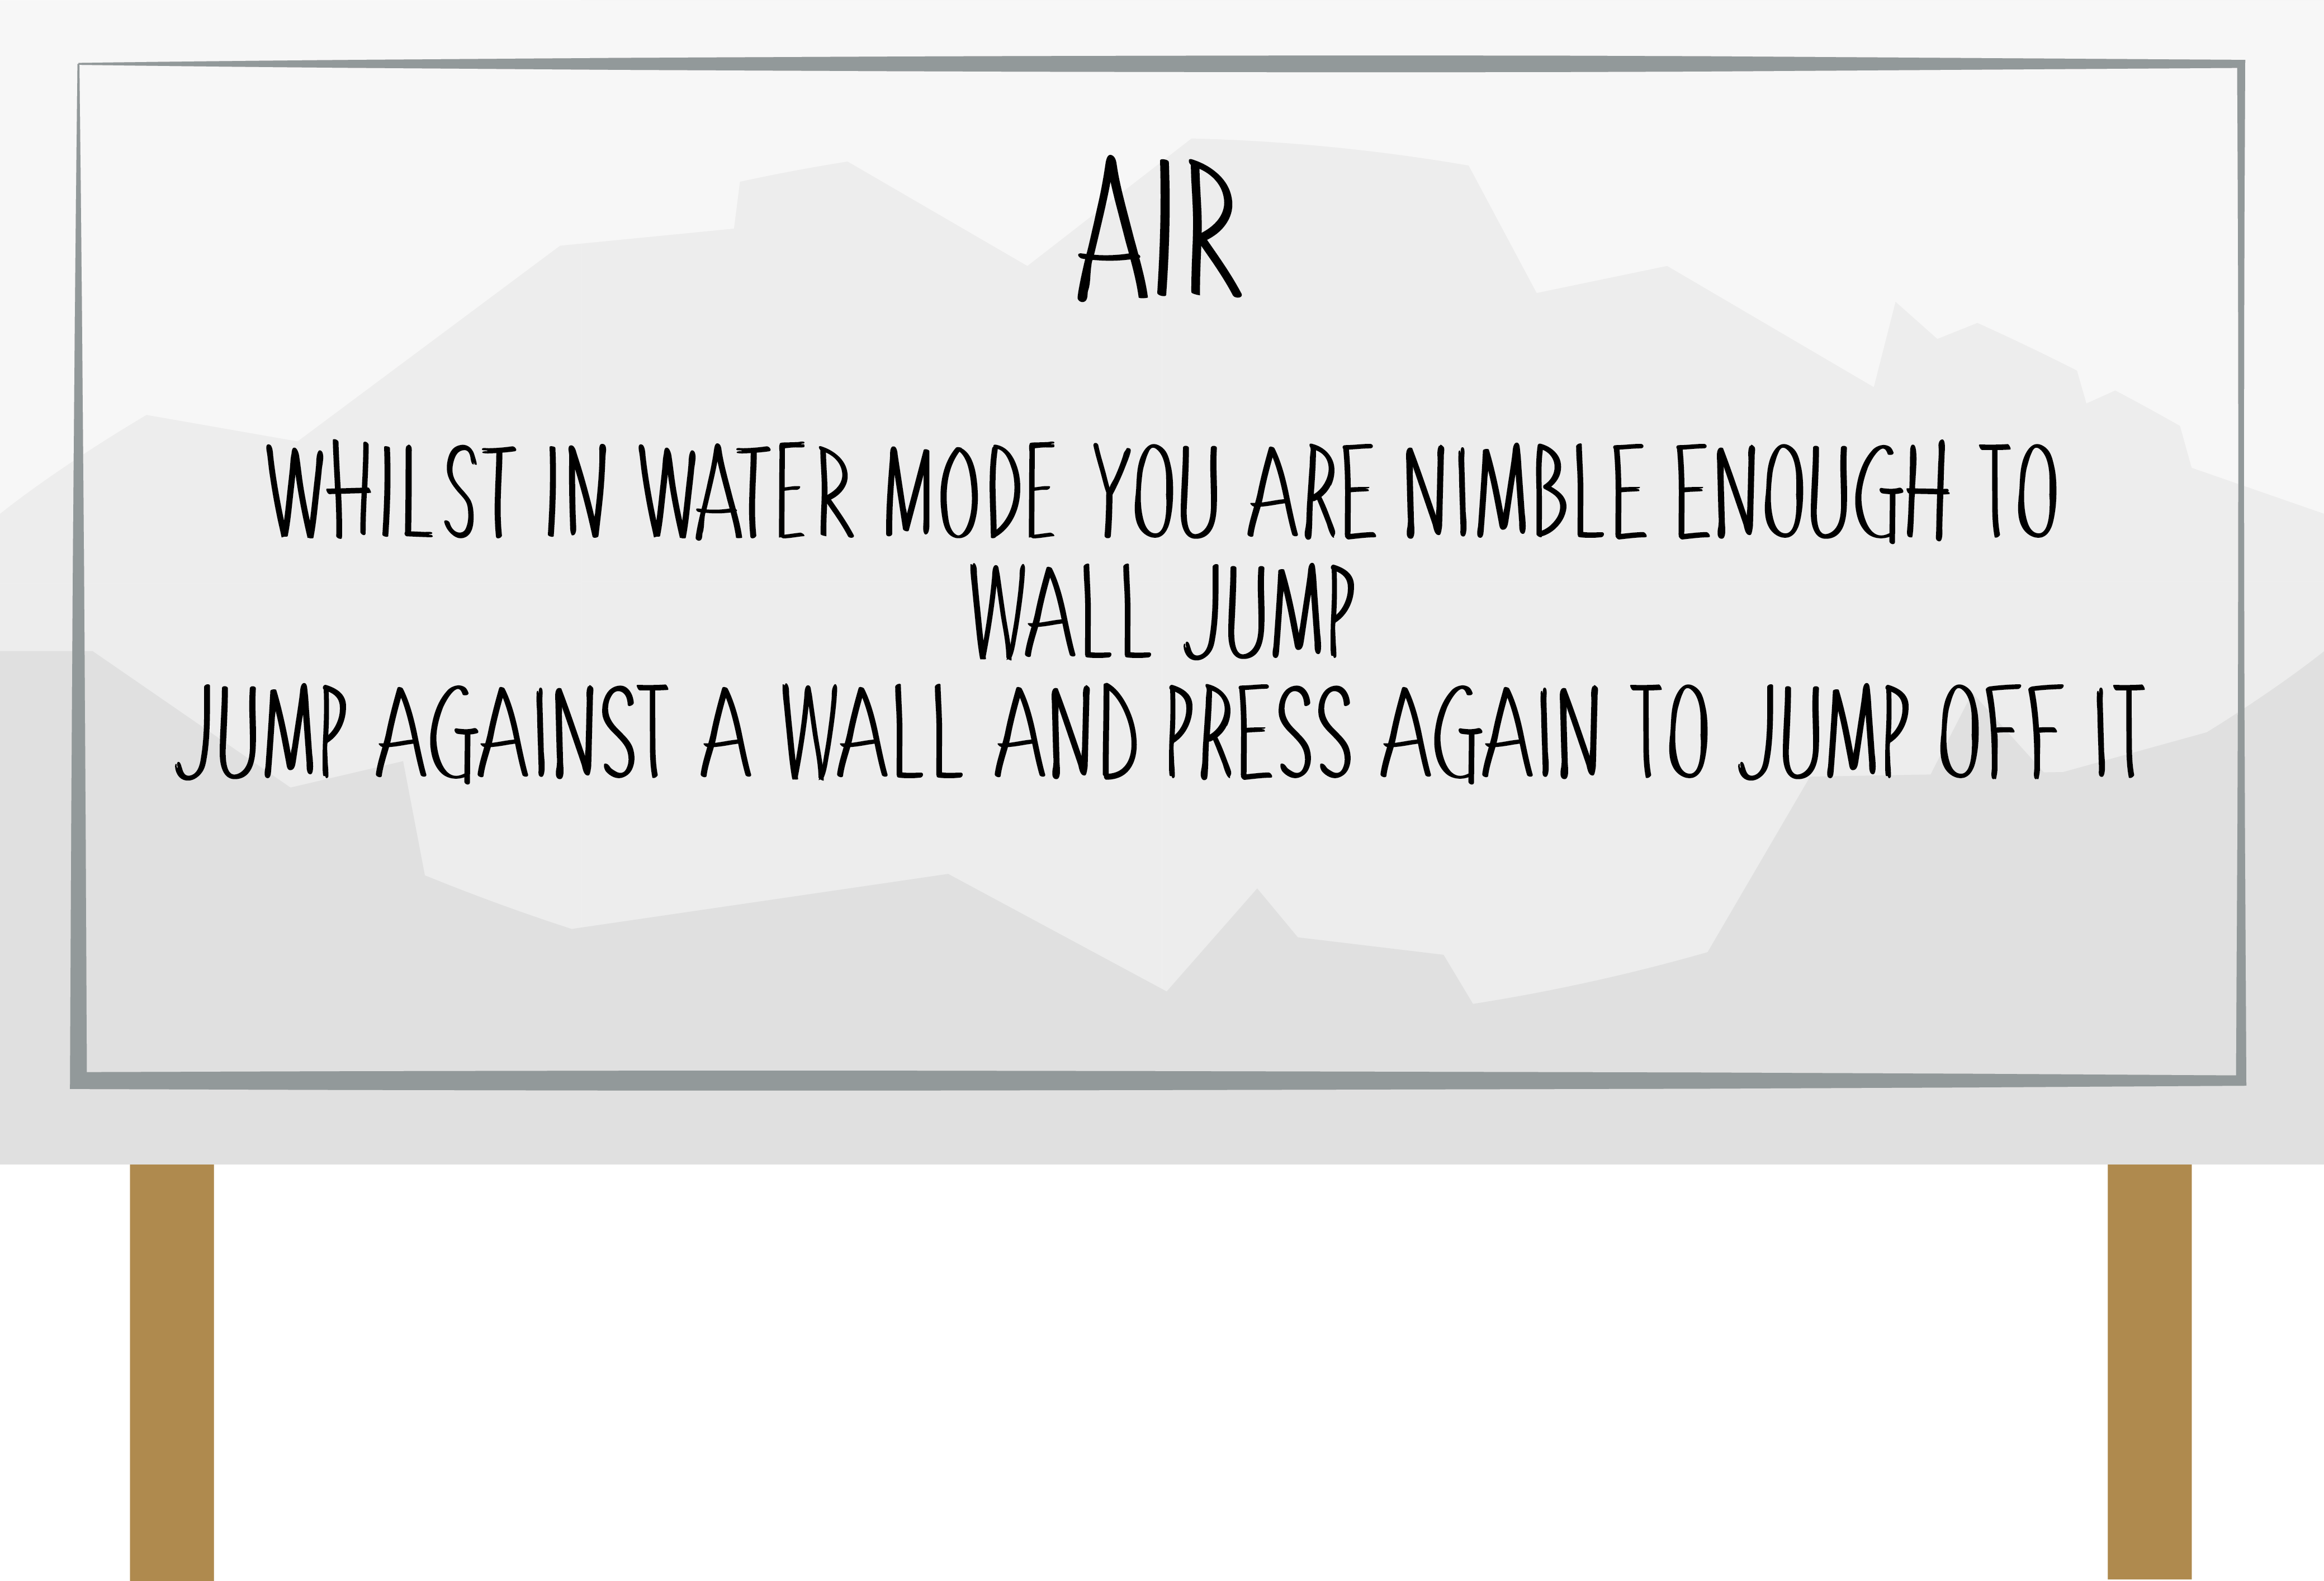 AIR
WHILST IN WATER MODE YOU ARE NIMBLE ENOUGH TO
WALL JUMP
JUMP AGAINST A WALL AND PRESS AGAIN TO JUMP OFF IT